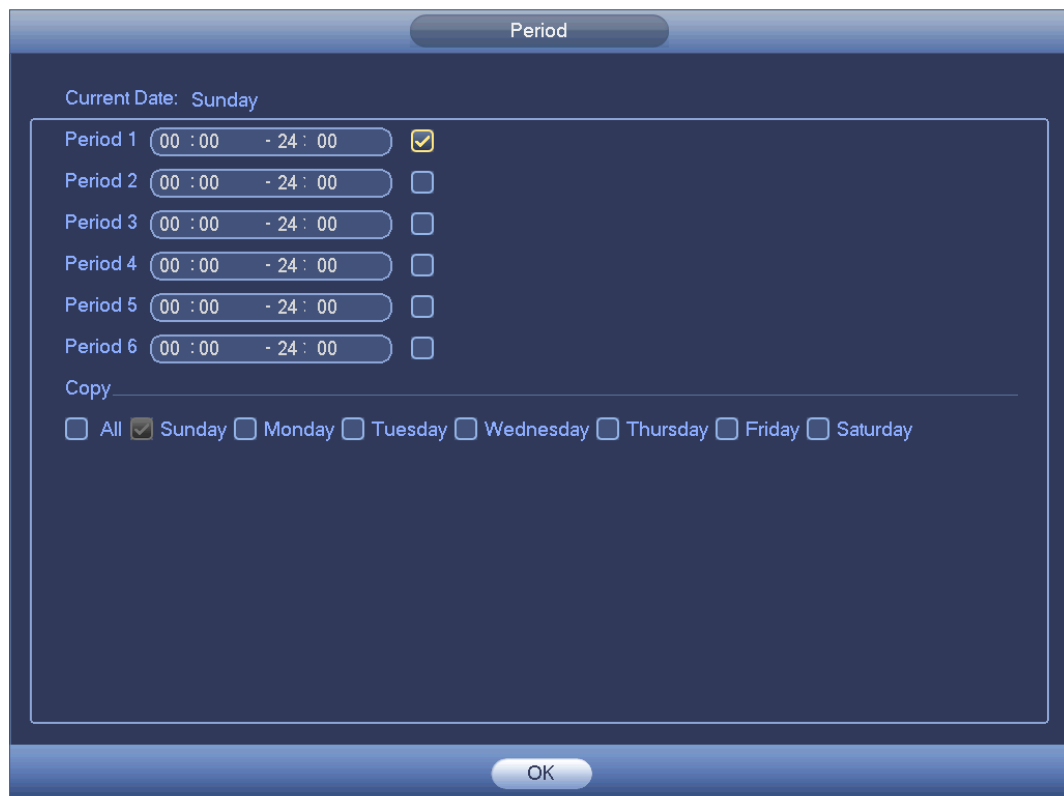 Period
Current Date: Sunday
Period 1 00 :00 - 24 : 00
Period 2 00 :00 - 24 : 00
Period 3 00 :00 - 24 : 00
Period 4 00 :00 - 24 : 00
Period 5 00 :00 - 24 : 00
Period 6 00 :00 - 24 : 00
Copy
All Sunday Monday Tuesday Wednesday Thursday Friday Saturday
OK